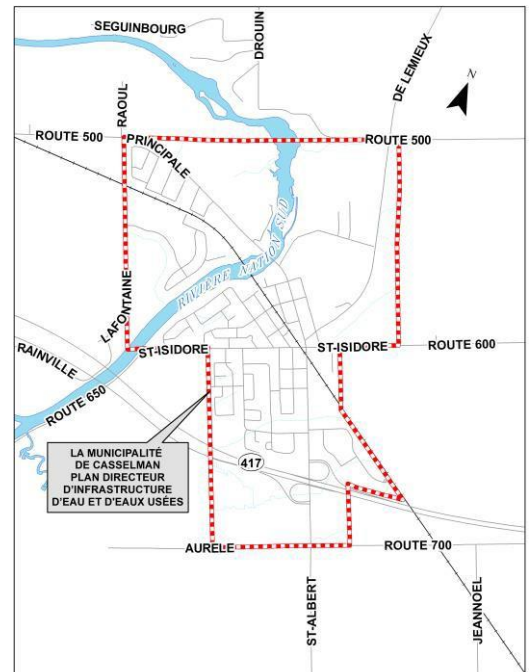 SEGUINBOURG
DROUIN
DE LEMIEUX
N
RAOUL
ROUTE 500
PRINCIPALE
ROUTE 500
RIVIÈRE NATION SUD
LAFONTAINE
RAINVILLE
ST-ISIDORE
ST-ISIDORE
ROUTE 600
ROUTE 650
LA MUNICIPALITÉ
DE CASSELMAN
PLAN DIRECTEUR
D'INFRASTRUCTURE
D'EAU ET D'EAUX USÉES
417
AURELE
ROUTE 700
ST-ALBERT
JEANNOEL